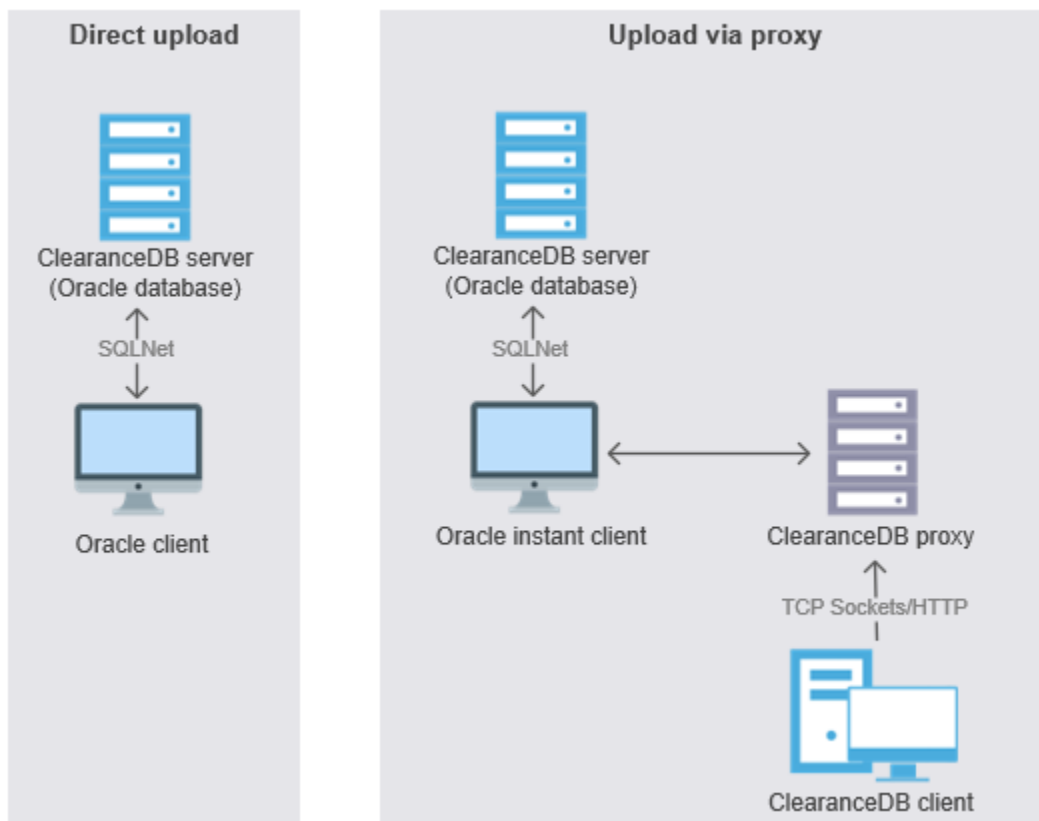 Direct upload
ClearanceDB server
(Oracle database)
SQLNet
Oracle client
Upload via proxy
ClearanceDB server
(Oracle database)
SQLNet
Oracle instant client
ClearanceDB proxy
TCP Sockets/HTTP
ClearanceDB client